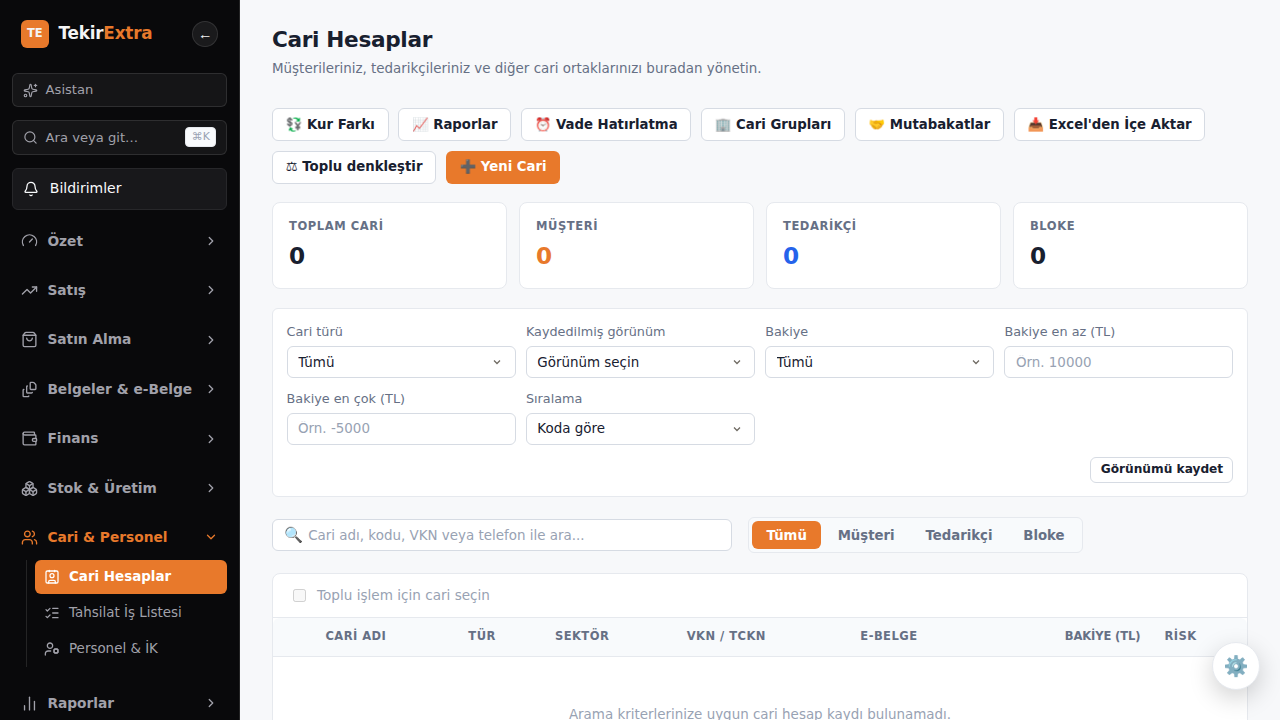 TE TekirExtra ←
Asistan
Ara veya git... ⌘K
Bildirimler
Özet
Satış
Satın Alma
Belgeler & e-Belge
Finans
Stok & Üretim
Cari & Personel
Cari Hesaplar
Tahsilat İş Listesi
Personel & İK
Raporlar
Cari Hesaplar
Müşterileriniz, tedarikçileriniz ve diğer cari ortaklarınızı buradan yönetin.
💱 Kur Farkı 📈 Raporlar ⏰ Vade Hatırlatma 🏢 Cari Grupları 🤝 Mutabakatlar 📥 Excel'den İçe Aktar
⚖ Toplu denkleştir ➕ Yeni Cari
TOPLAM CARİ MÜŞTERİ TEDARİKÇİ BLOKE
0 0 0 0
Cari türü Kaydedilmiş görünüm Bakiye Bakiye en az (TL)
Tümü Görünüm seçin Tümü Orn. 10000
Bakiye en çok (TL) Sıralama
Orn. -5000 Koda göre
Görünümü kaydet
🔍 Cari adı, kodu, VKN veya telefon ile ara... Tümü Müşteri Tedarikçi Bloke
Toplu işlem için cari seçin
CARİ ADI TÜR SEKTÖR VKN / TCKN E-BELGE BAKİYE (TL) RİSK
Arama kriterlerinize uygun cari hesap kaydı bulunamadı.